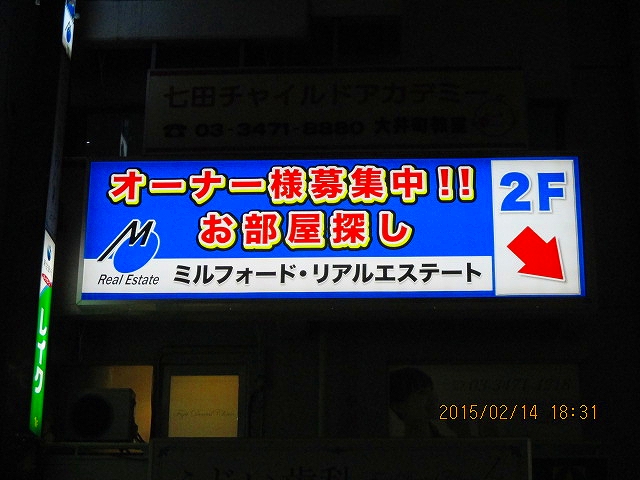 七田チャイルドアカデミー
☎ 03-3471-8380 大井町教室
オーナー様募集中!!
お部屋探し
M
Real Estate
ミルフォード・リアルエステート
2F
レイク
2015/02/14 18:31